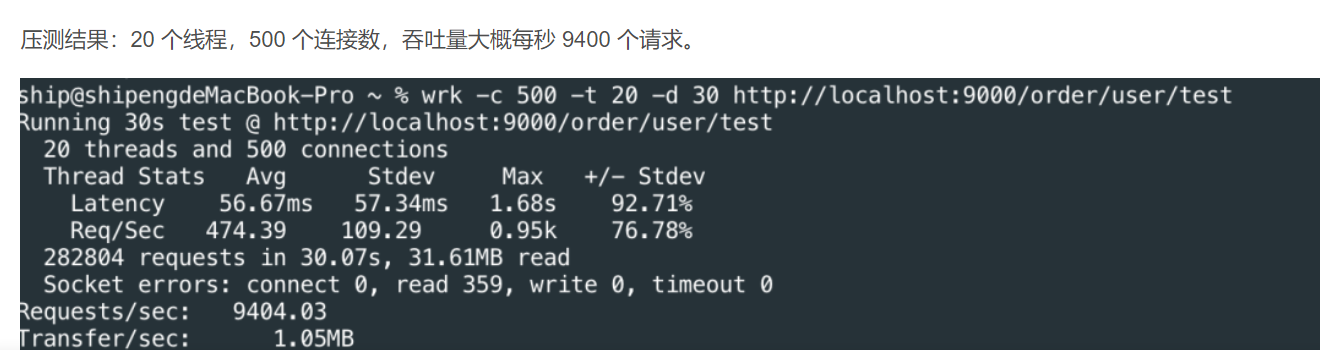 压测结果：20 个线程，500 个连接数，吞吐量大概每秒 9400 个请求。
ship@shipengdeMacBook-Pro ~ % wrk -c 500 -t 20 -d 30 http://localhost:9000/order/user/test
Running 30s test @ http://localhost:9000/order/user/test
20 threads and 500 connections
Thread Stats Avg Stdev Max +/- Stdev
Latency 56.67ms 57.34ms 1.68s 92.71%
Req/Sec 474.39 109.29 0.95k 76.78%
282804 requests in 30.07s, 31.61MB read
Socket errors: connect 0, read 359, write 0, timeout 0
Requests/sec: 9404.03
Transfer/sec: 1.05MB